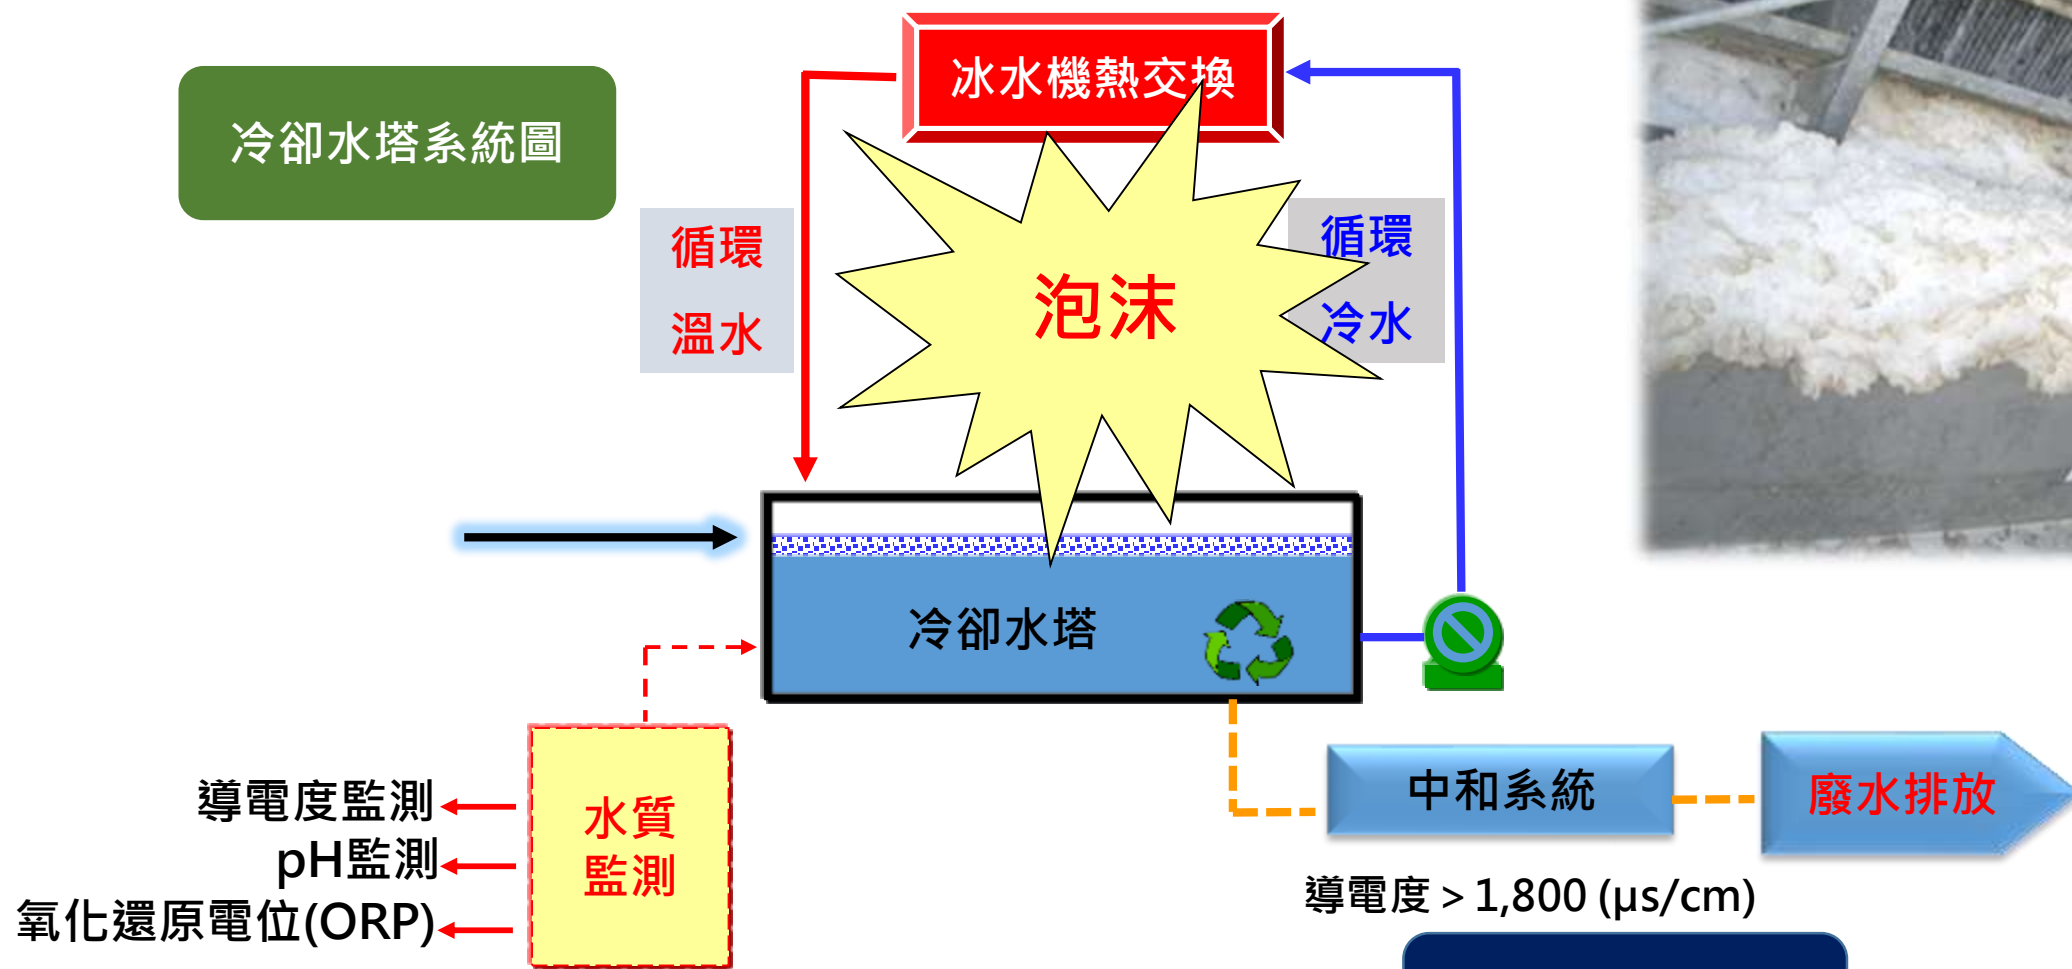 冷卻水塔系統圖
冰水機熱交換
循環
溫水
泡沫
循環
冷水
冷卻水塔
水質
監測
導電度監測
pH監測
氧化還原電位(ORP)
中和系統
廢水排放
導電度 > 1,800 (μs/cm)